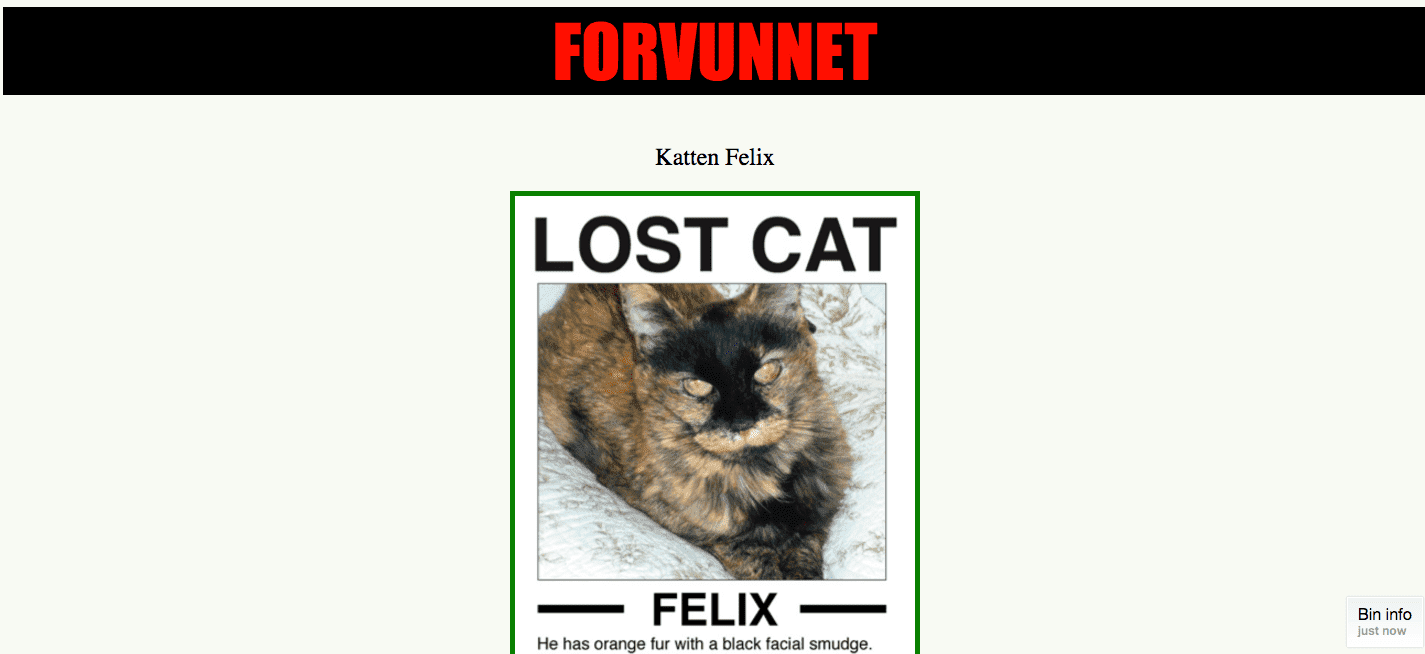 FORVUNNET
Katten Felix
LOST CAT
FELIX
He has orange fur with a black facial smudge.
Bin info
just now